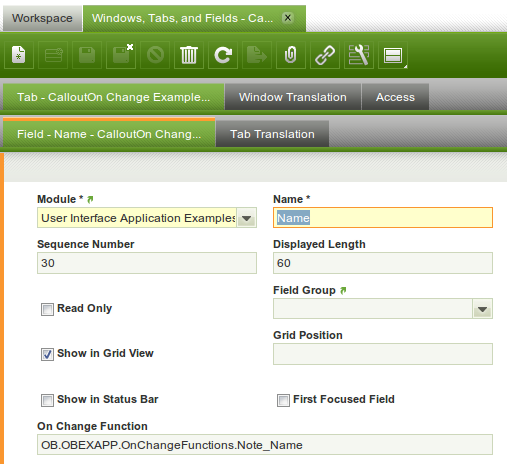 Workspace
Windows, Tabs, and Fields - Ca...
Tab - CalloutOn Change Example...
Window Translation
Access
Field - Name - CalloutOn Chang...
Tab Translation
Module *
Name *
User Interface Application Examples
Name
Sequence Number
Displayed Length
30
60
Read Only
Field Group
Show in Grid View
Grid Position
Show in Status Bar
First Focused Field
On Change Function
OB.OBEXAPP.OnChangeFunctions.Note_Name